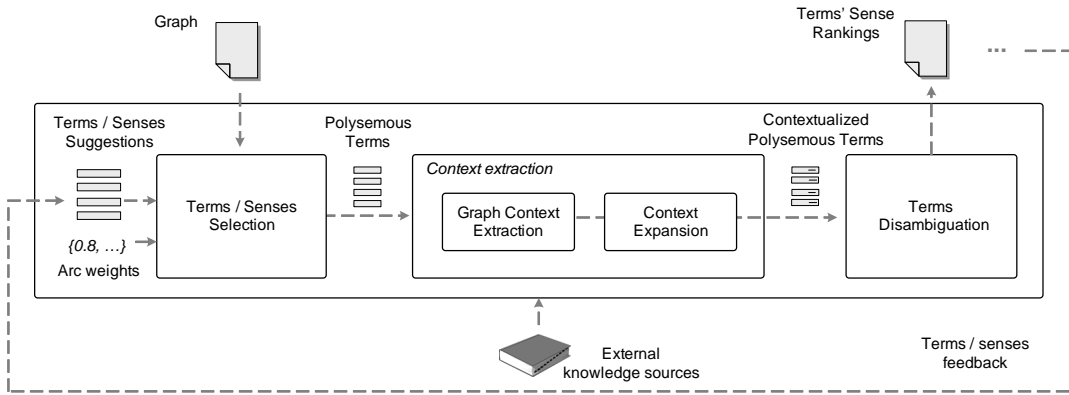 Graph
Terms’ Sense
Rankings
...
Terms / Senses
Suggestions
Polysemous
Terms
Contextualized
Polysemous Terms
Context extraction
Terms / Senses
Selection
Graph Context
Extraction
Context
Expansion
Terms
Disambiguation
{0.8, …}
Arc weights
External
knowledge sources
Terms / senses
feedback